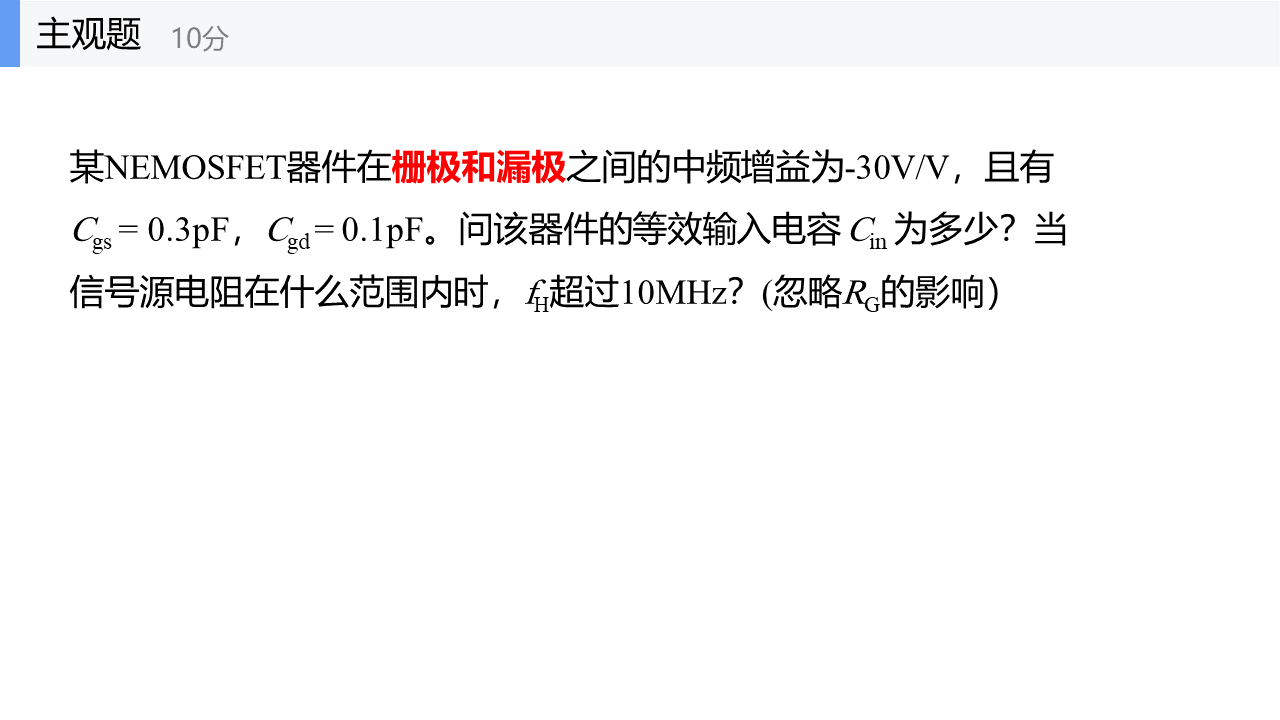 主观题 10分
某NEMOSFET器件在栅极和漏极之间的中频增益为-30V/V，且有
Cgs = 0.3pF，Cgd = 0.1pF。问该器件的等效输入电容 Cin 为多少？当
信号源电阻在什么范围内时，fH超过10MHz？(忽略RG的影响）